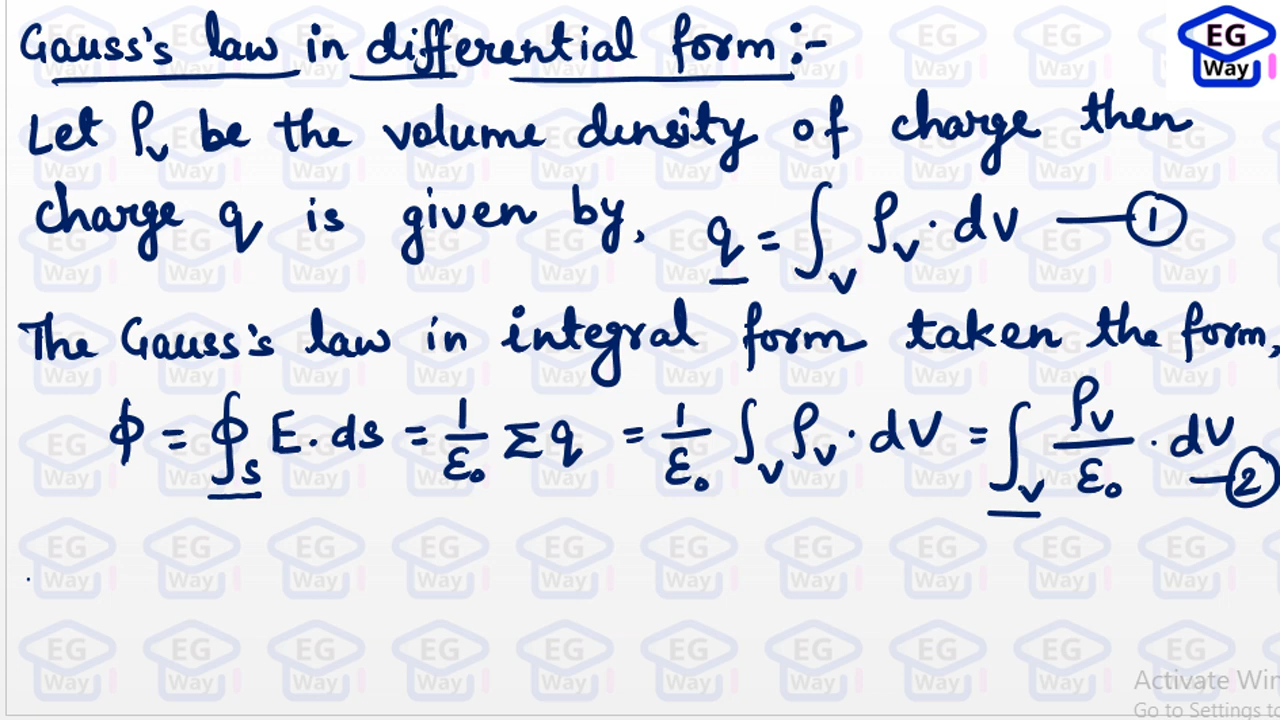 Gauss's law in differential form :-
EG
Way
Let ρv be the volume density of charge then
charge q is given by, q = ∫v ρv · dv — ①
The Gauss's law in integral form taken the form,
Φ = ∮s E . ds = 1/ε₀ Σ q = 1/ε₀ ∫v ρv · dV = ∫v ρv/ε₀ · dV — ②
Activate Win
Go to Settings to